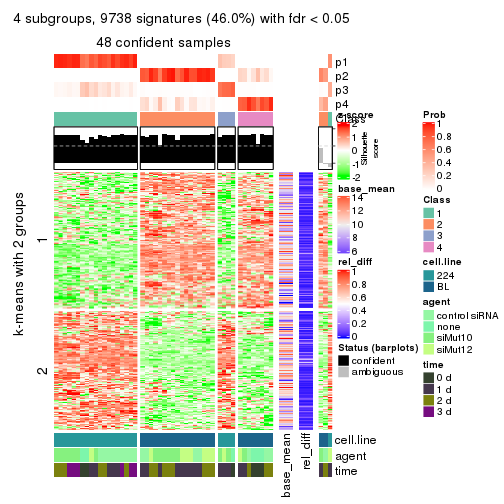 4 subgroups, 9738 signatures (46.0%) with fdr < 0.05
48 confident samples
p1
p2
p3
p4
Class
Silhouette
score
k-means with 2 groups
1
2
cell.line
agent
time
base_mean
rel_diff
z-score
2
1
0
-1
-2
base_mean
14
12
10
8
6
rel_diff
1
0.8
0.6
0.4
0.2
0
Status (barplots)
confident
ambiguous
Prob
1
0.8
0.6
0.4
0.2
0
Class
1
2
3
4
cell.line
224
BL
agent
control siRNA
none
siMut10
siMut12
time
0 d
1 d
2 d
3 d